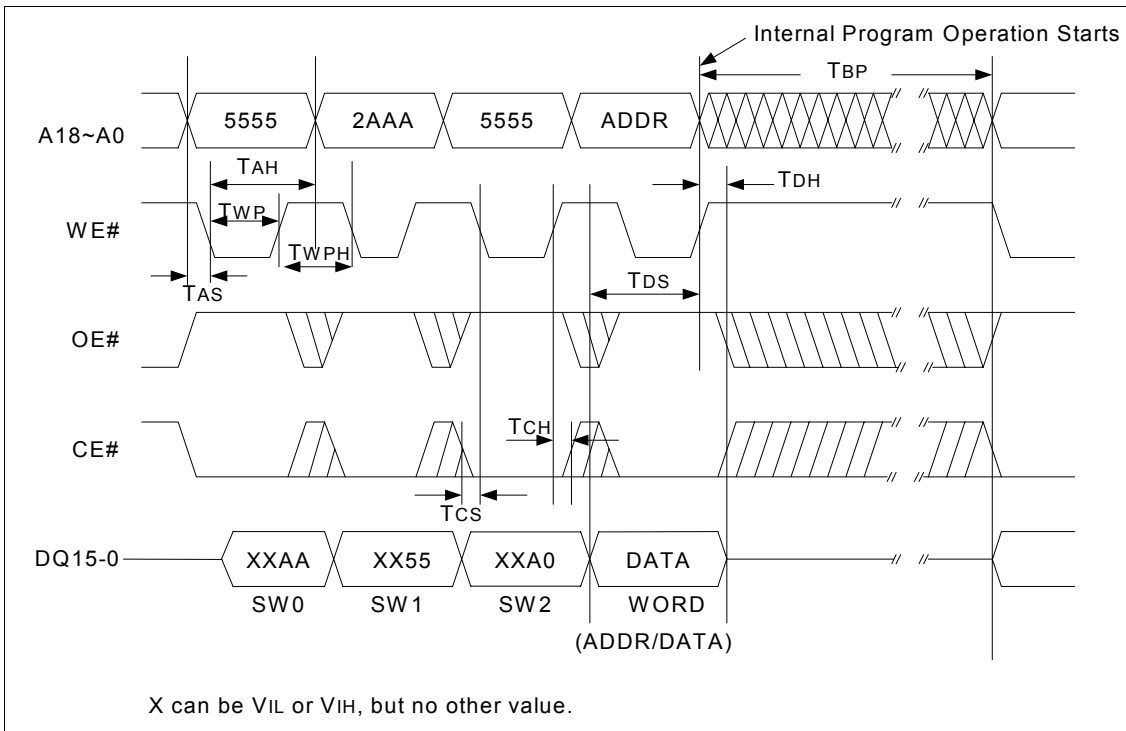 Internal Program Operation Starts
TBP
A18~A0
5555
2AAA
5555
ADDR
TAH
TDH
WE#
TWP
TWPH
TAS
TDS
OE#
CE#
TCH
TCS
DQ15-0
XXAA
XX55
XXA0
DATA
SW0
SW1
SW2
WORD
(ADDR/DATA)
X can be VIL or VIH, but no other value.